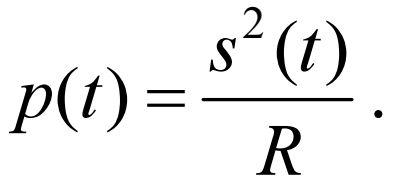 p(t) = s²(t) / R .